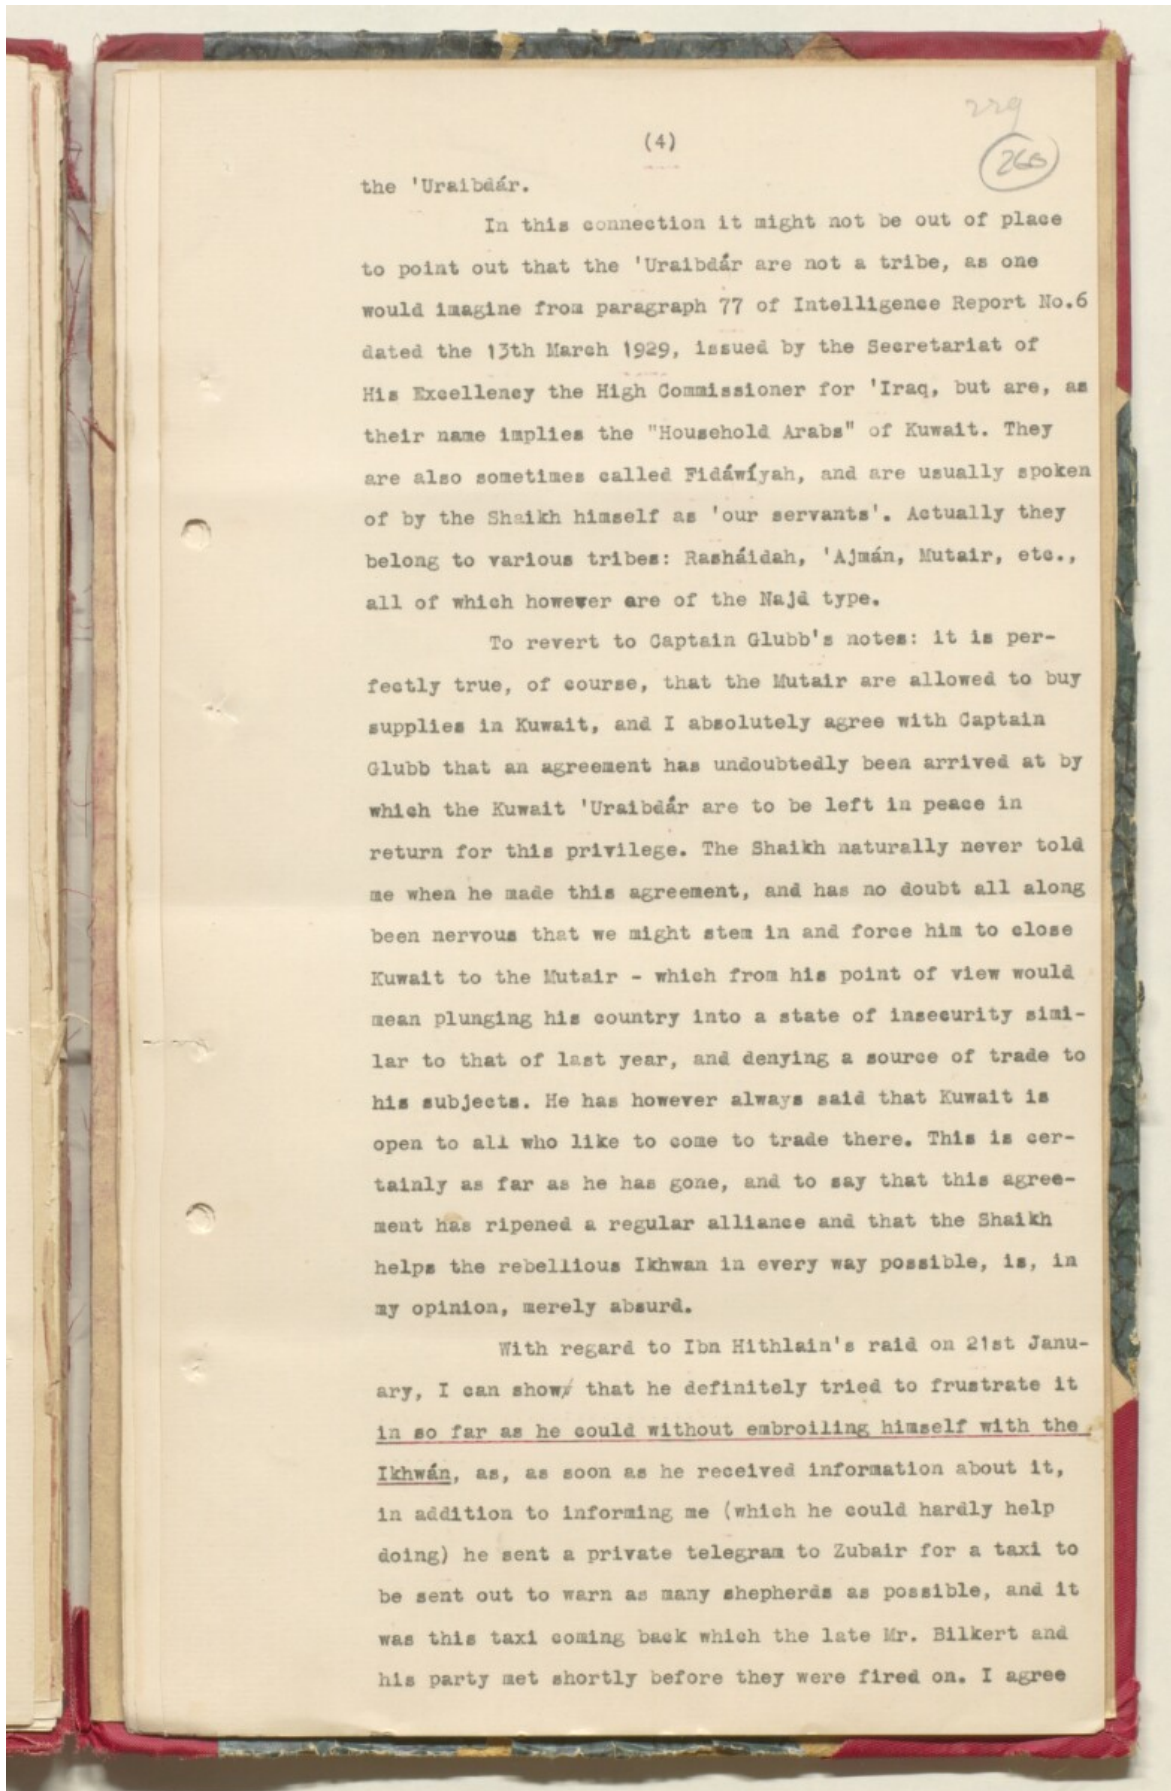 229
(4)
260
the 'Uraibdár.
In this connection it might not be out of place
to point out that the 'Uraibdár are not a tribe, as one
would imagine from paragraph 77 of Intelligence Report No.6
dated the 13th March 1929, issued by the Secretariat of
His Excellency the High Commissioner for 'Iraq, but are, as
their name implies the "Household Arabs" of Kuwait. They
are also sometimes called Fidáwíyah, and are usually spoken
of by the Shaikh himself as 'our servants'. Actually they
belong to various tribes: Rasháidah, 'Ajmán, Mutair, etc.,
all of which however are of the Najd type.
To revert to Captain Glubb's notes: it is per-
fectly true, of course, that the Mutair are allowed to buy
supplies in Kuwait, and I absolutely agree with Captain
Glubb that an agreement has undoubtedly been arrived at by
which the Kuwait 'Uraibdár are to be left in peace in
return for this privilege. The Shaikh naturally never told
me when he made this agreement, and has no doubt all along
been nervous that we might stem in and force him to close
Kuwait to the Mutair - which from his point of view would
mean plunging his country into a state of insecurity simi-
lar to that of last year, and denying a source of trade to
his subjects. He has however always said that Kuwait is
open to all who like to come to trade there. This is cer-
tainly as far as he has gone, and to say that this agree-
ment has ripened a regular alliance and that the Shaikh
helps the rebellious Ikhwan in every way possible, is, in
my opinion, merely absurd.
With regard to Ibn Hithlain's raid on 21st Janu-
ary, I can show that he definitely tried to frustrate it
in so far as he could without embroiling himself with the
Ikhwán, as, as soon as he received information about it,
in addition to informing me (which he could hardly help
doing) he sent a private telegram to Zubair for a taxi to
be sent out to warn as many shepherds as possible, and it
was this taxi coming back which the late Mr. Bilkert and
his party met shortly before they were fired on. I agree